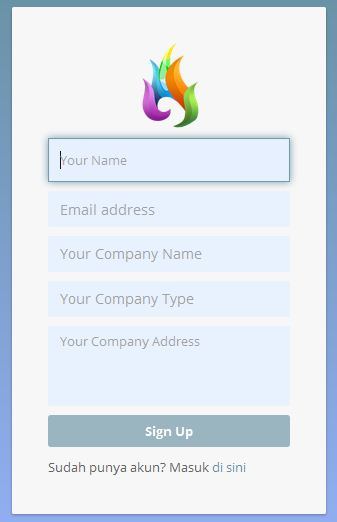 Your Name
Email address
Your Company Name
Your Company Type
Your Company Address
Sign Up
Sudah punya akun? Masuk di sini